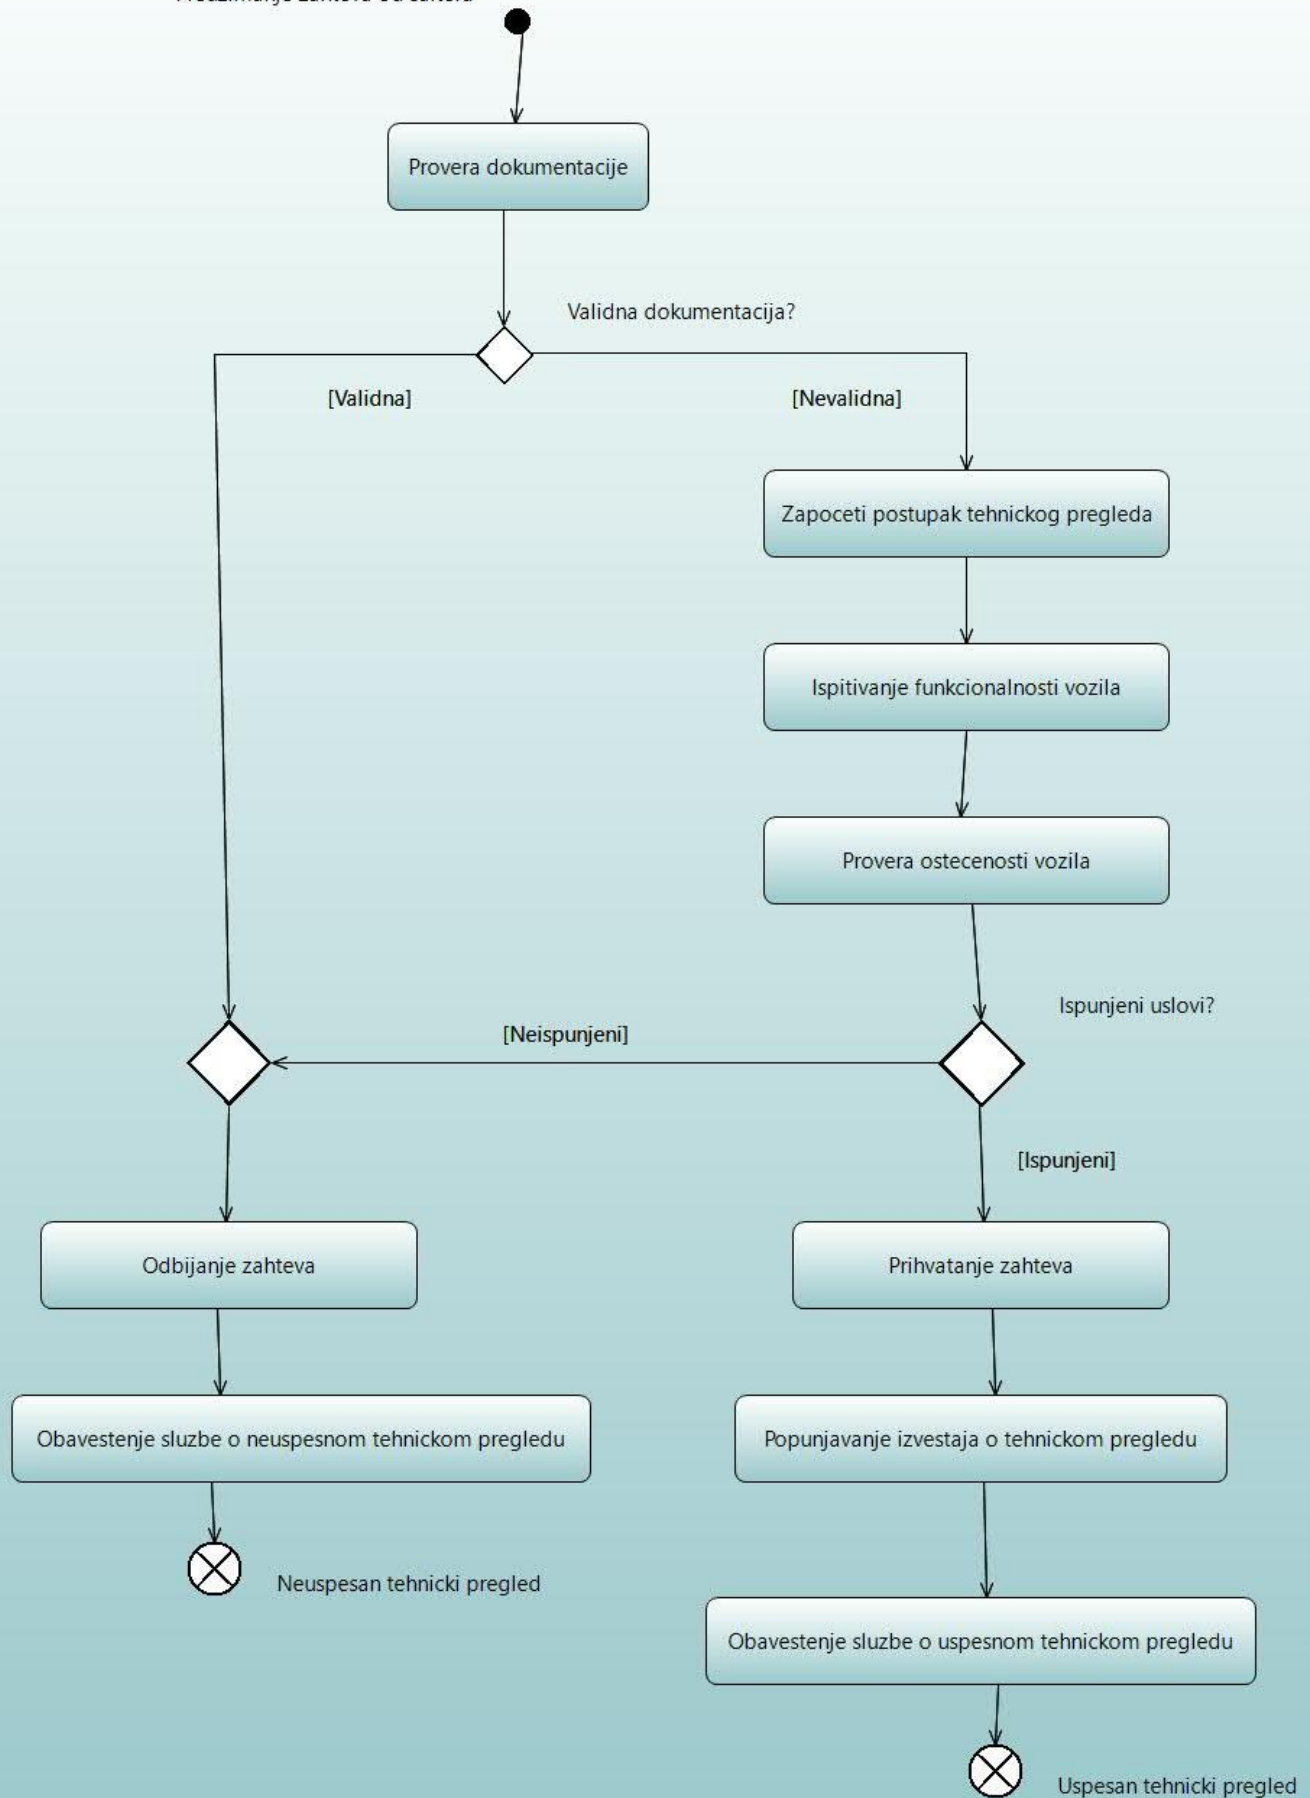 Provera dokumentacije
Validna dokumentacija?
[Validna]
[Nevalidna]
Zapoceti postupak tehnickog pregleda
Ispitivanje funkcionalnosti vozila
Provera ostecenosti vozila
Ispunjeni uslovi?
[Neispunjeni]
[Ispunjeni]
Odbijanje zahteva
Prihvatanje zahteva
Obavestenje sluzbe o neuspesnom tehnickom pregledu
Popunjavanje izvestaja o tehnickom pregledu
Neuspesan tehnicki pregled
Obavestenje sluzbe o uspesnom tehnickom pregledu
Uspesan tehnicki pregled